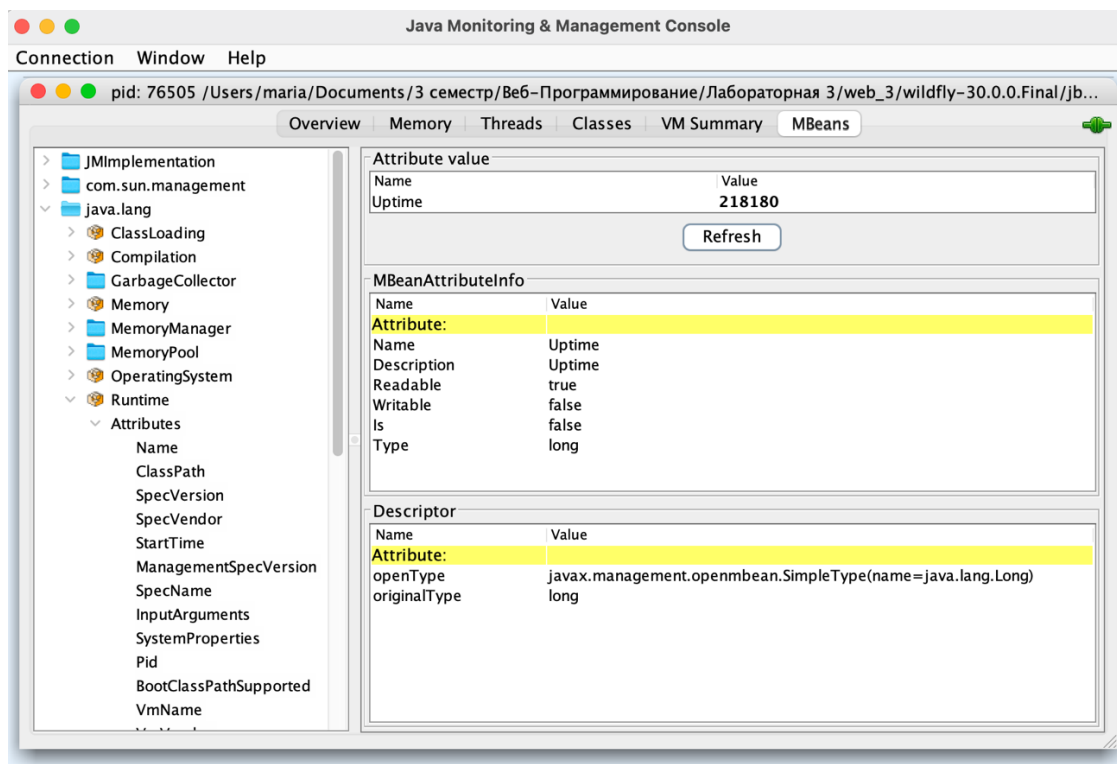 Java Monitoring & Management Console
Connection Window Help
pid: 76505 /Users/maria/Documents/3 семестр/Веб-Программирование/Лабораторная 3/web_3/wildfly-30.0.0.Final/jb...
Overview Memory Threads Classes VM Summary MBeans
JMImplementation
com.sun.management
java.lang
ClassLoading
Compilation
GarbageCollector
Memory
MemoryManager
MemoryPool
OperatingSystem
Runtime
Attributes
Name
ClassPath
SpecVersion
SpecVendor
StartTime
ManagementSpecVersion
SpecName
InputArguments
SystemProperties
Pid
BootClassPathSupported
VmName
Attribute value
Name Value
Uptime 218180
Refresh
MBeanAttributeInfo
Name Value
Attribute:
Name Uptime
Description Uptime
Readable true
Writable false
Is false
Type long
Descriptor
Name Value
Attribute:
openType javax.management.openmbean.SimpleType(name=java.lang.Long)
originalType long